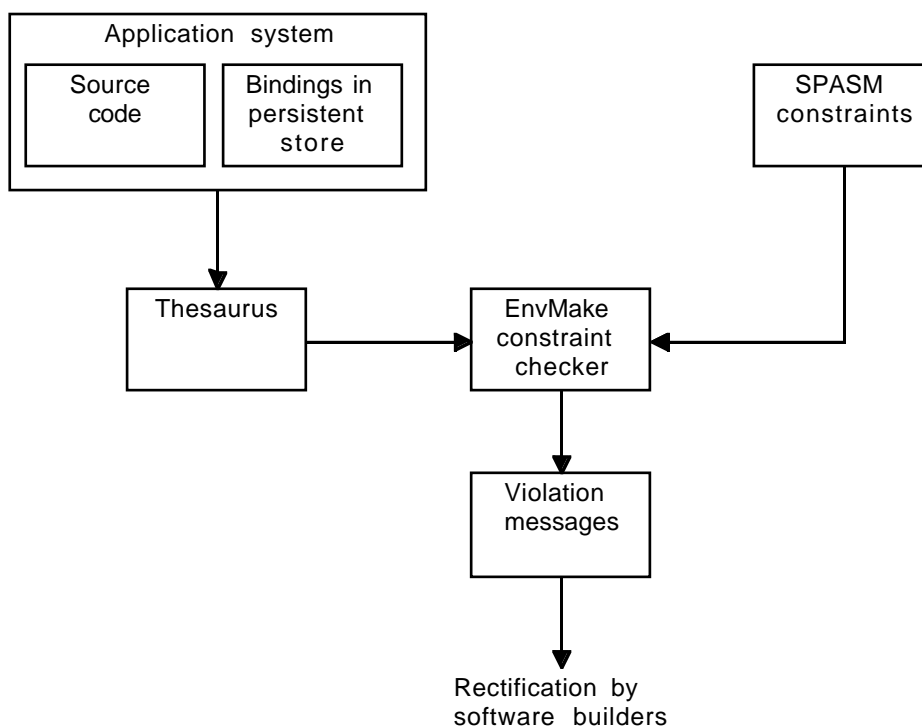 Application system
Source
code
Bindings in
persistent
store
SPASM
constraints
Thesaurus
EnvMake
constraint
checker
Violation
messages
Rectification by
software builders